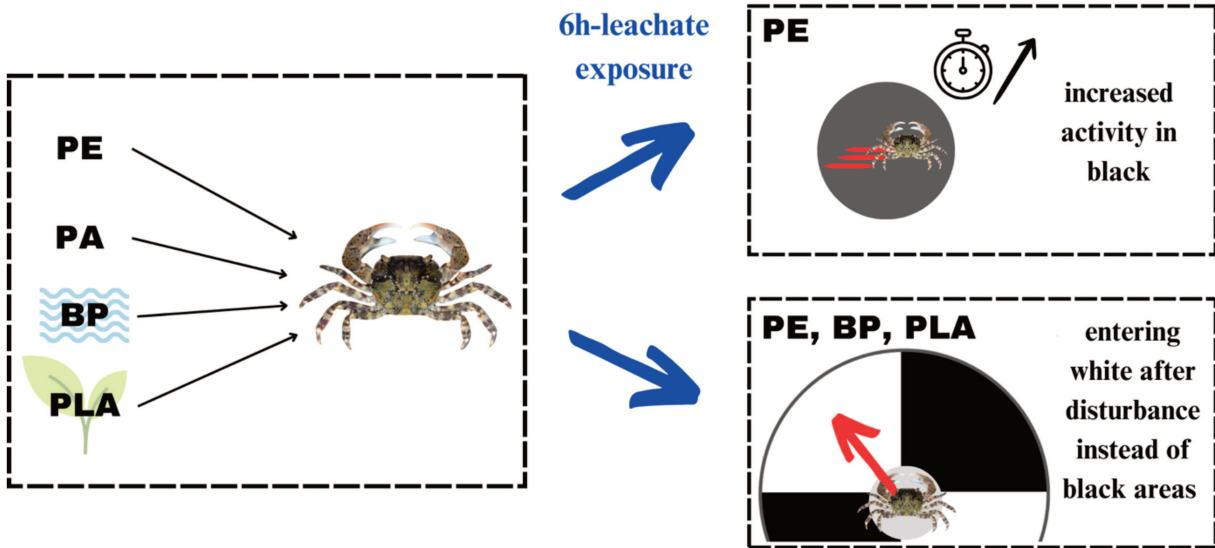 PE
PA
BP
PLA
6h-leachate
exposure
PE
increased
activity in
black
PE, BP, PLA
entering
white after
disturbance
instead of
black areas